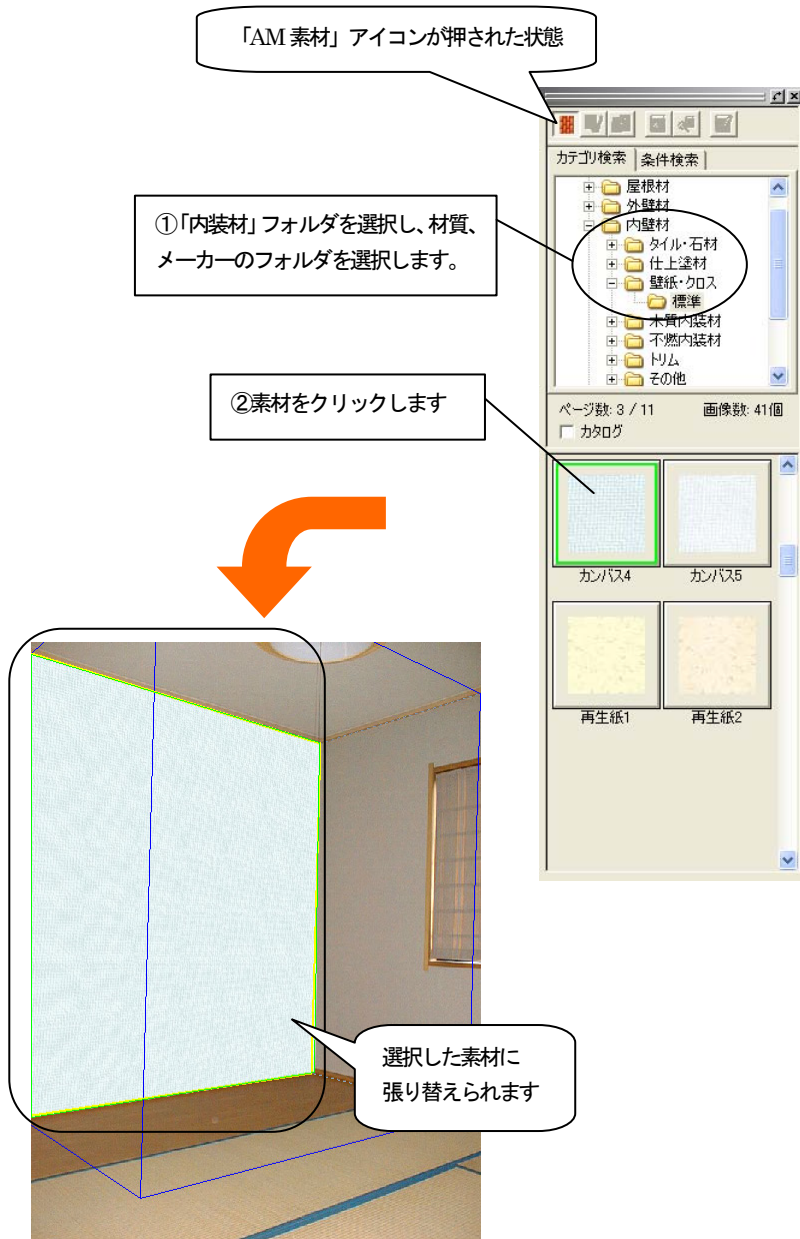 「AM 素材」アイコンが押された状態
カテゴリ検索 条件検索
屋根材
外壁材
内壁材
タイル・石材
仕上塗材
壁紙・クロス
標準
木質内装材
不燃内装材
トリム
その他
①「内装材」フォルダを選択し、材質、
メーカーのフォルダを選択します。
②素材をクリックします
ページ数: 3 / 11 画像数: 41個
カタログ
カンバス4 カンバス5
再生紙1 再生紙2
選択した素材に
張り替えられます